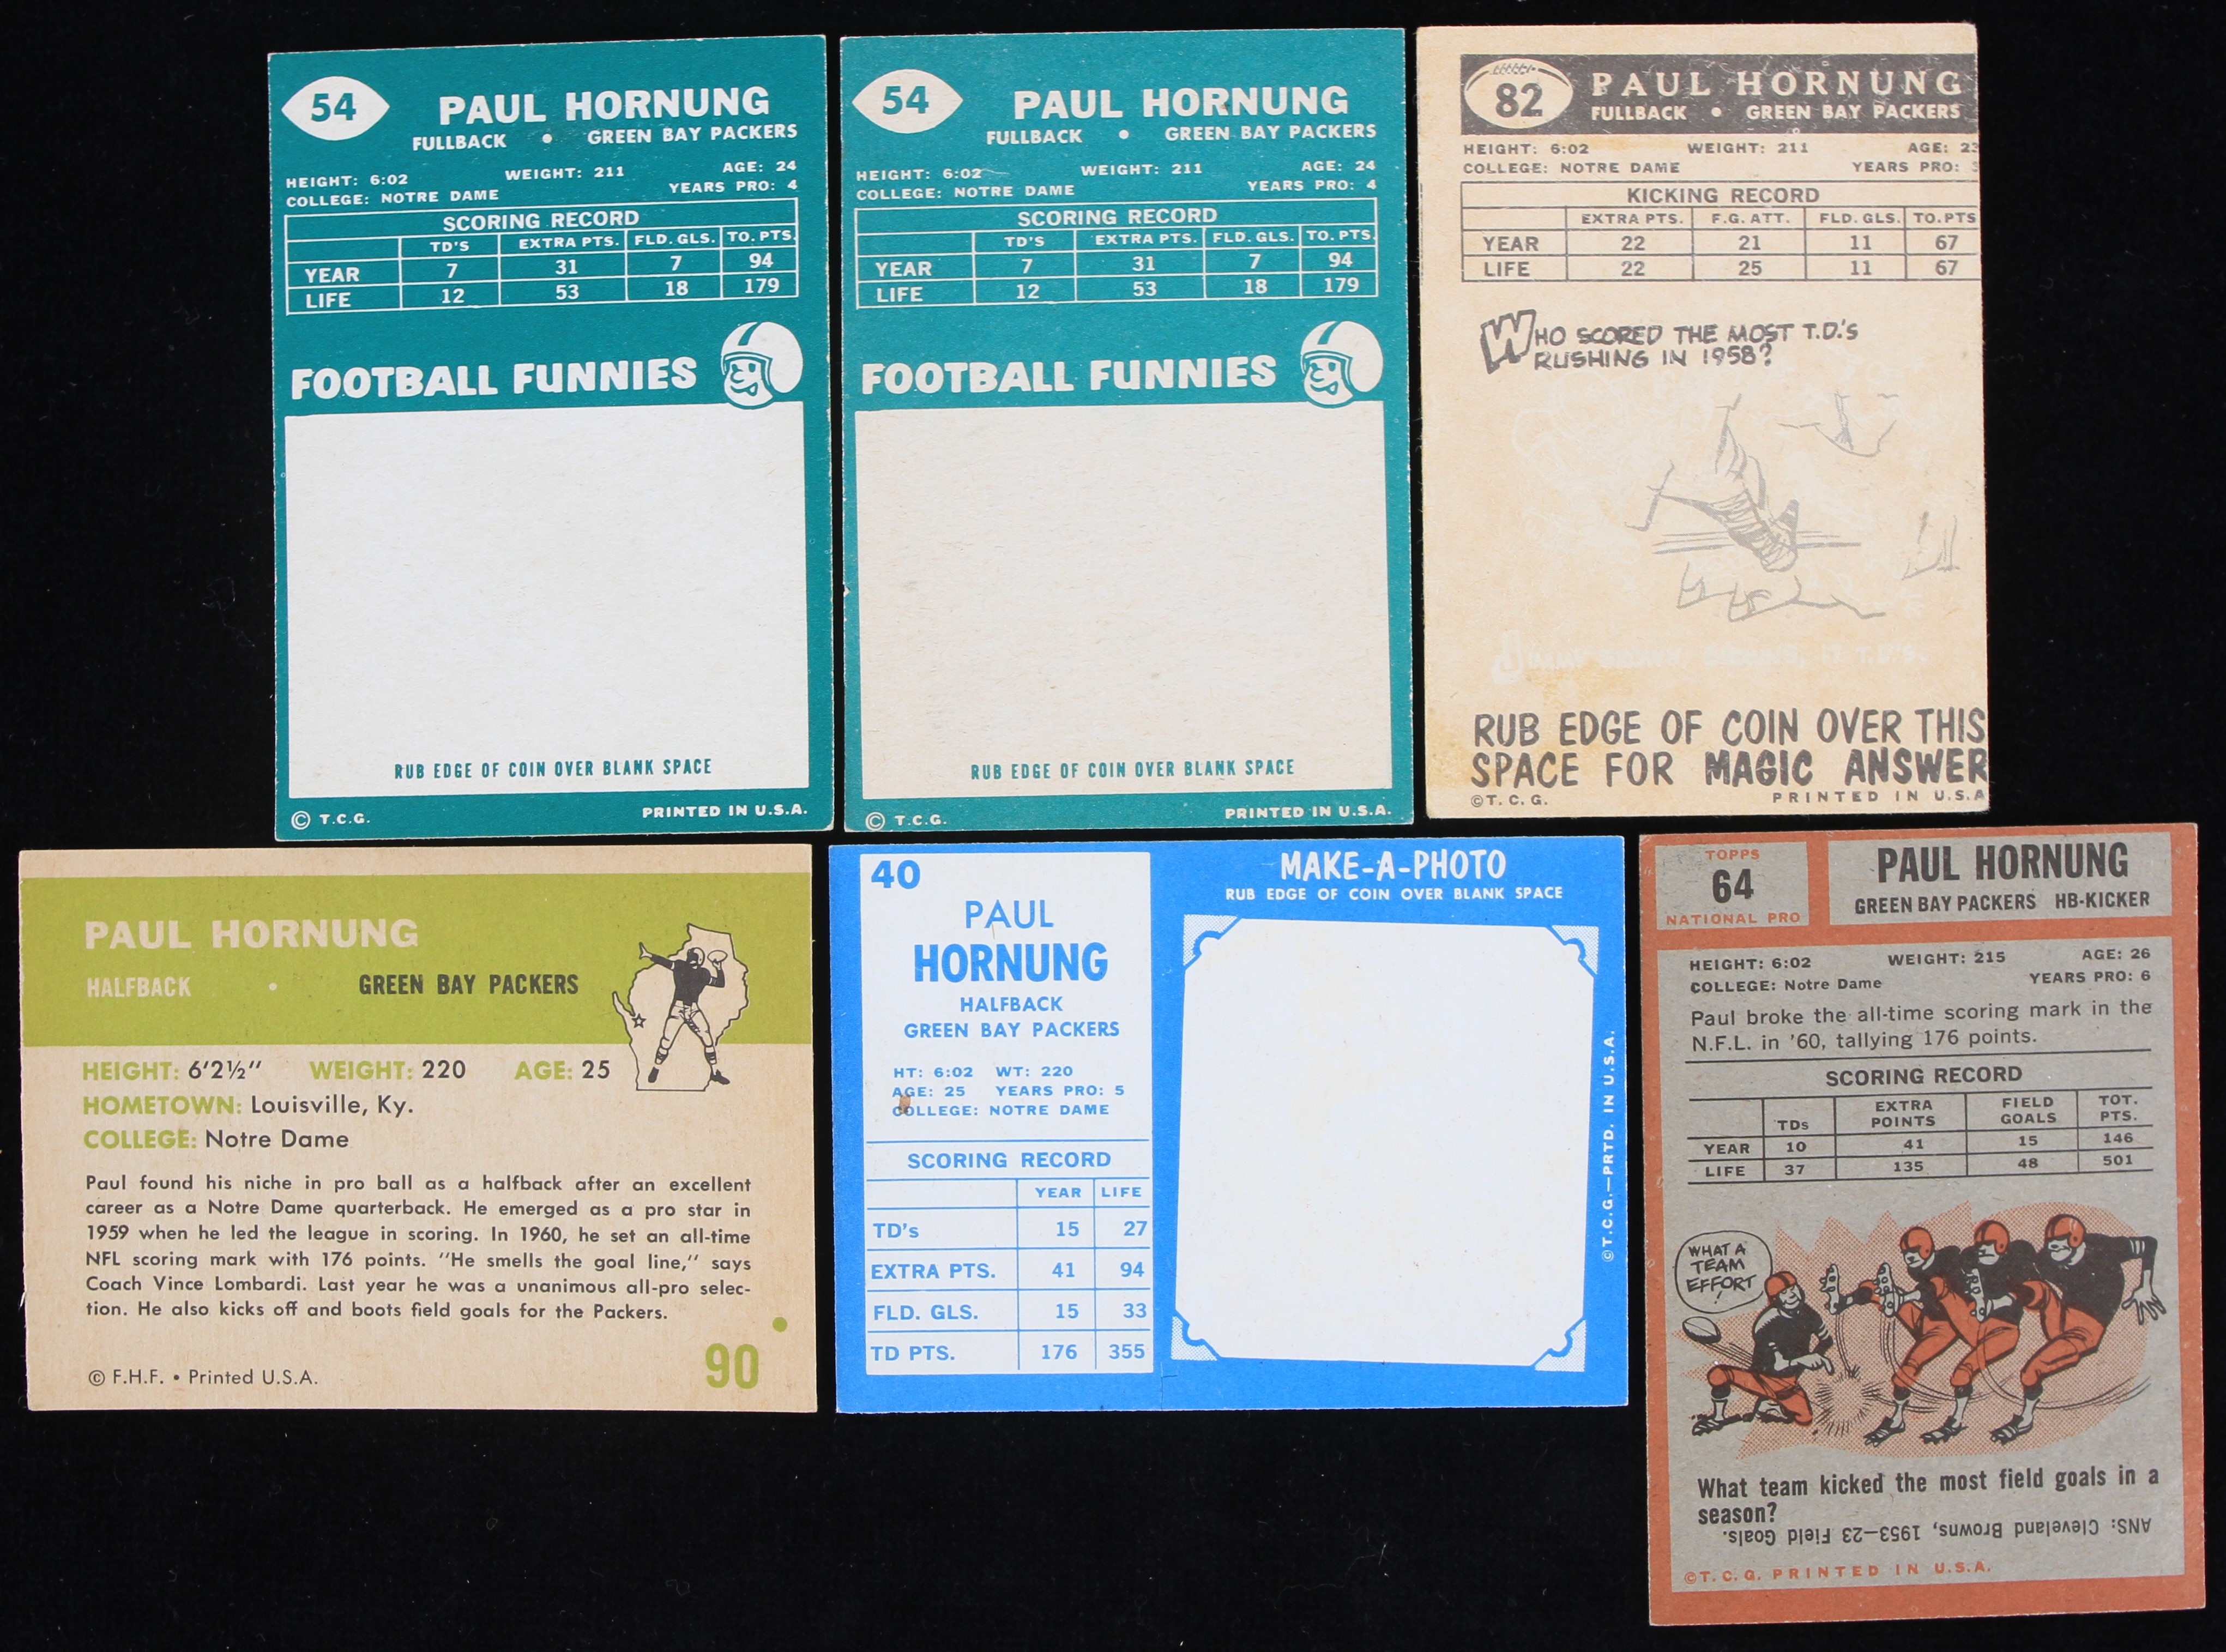 54
PAUL HORNUNG
FULLBACK • GREEN BAY PACKERS
HEIGHT: 6:02 WEIGHT: 211 AGE: 24
COLLEGE: NOTRE DAME YEARS PRO: 4
SCORING RECORD
TD'S EXTRA PTS. FLD. GLS. TO. PTS.
YEAR 7 31 7 94
LIFE 12 53 18 179
FOOTBALL FUNNIES
RUB EDGE OF COIN OVER BLANK SPACE
© T.C.G. PRINTED IN U.S.A.
54
PAUL HORNUNG
FULLBACK • GREEN BAY PACKERS
HEIGHT: 6:02 WEIGHT: 211 AGE: 24
COLLEGE: NOTRE DAME YEARS PRO: 4
SCORING RECORD
TD'S EXTRA PTS. FLD. GLS. TO. PTS.
YEAR 7 31 7 94
LIFE 12 53 18 179
FOOTBALL FUNNIES
RUB EDGE OF COIN OVER BLANK SPACE
© T.C.G. PRINTED IN U.S.A.
82
PAUL HORNUNG
FULLBACK • GREEN BAY PACKERS
HEIGHT: 6:02 WEIGHT: 211 AGE: 23
COLLEGE: NOTRE DAME YEARS PRO:
KICKING RECORD
EXTRA PTS. F.G. ATT. FLD. GLS. TO.PTS
YEAR 22 21 11 67
LIFE 22 25 11 67
WHO SCORED THE MOST T.D.'S
RUSHING IN 1958?
17 T.D.'S.
RUB EDGE OF COIN OVER THIS
SPACE FOR MAGIC ANSWER
©T.C.G. PRINTED IN U.S.A
PAUL HORNUNG
HALFBACK • GREEN BAY PACKERS
HEIGHT: 6'2½" WEIGHT: 220 AGE: 25
HOMETOWN: Louisville, Ky.
COLLEGE: Notre Dame
Paul found his niche in pro ball as a halfback after an excellent
career as a Notre Dame quarterback. He emerged as a pro star in
1959 when he led the league in scoring. In 1960, he set an all-time
NFL scoring mark with 176 points. "He smells the goal line," says
Coach Vince Lombardi. Last year he was a unanimous all-pro selec-
tion. He also kicks off and boots field goals for the Packers.
90
© F.H.F. • Printed U.S.A.
40
PAUL
HORNUNG
HALFBACK
GREEN BAY PACKERS
HT: 6:02 WT: 220
AGE: 25 YEARS PRO: 5
COLLEGE: NOTRE DAME
SCORING RECORD
YEAR LIFE
TD's 15 27
EXTRA PTS. 41 94
FLD. GLS. 15 33
TD PTS. 176 355
MAKE-A-PHOTO
RUB EDGE OF COIN OVER BLANK SPACE
©T.C.G.—PRTD. IN U.S.A.
TOPPS
64
NATIONAL PRO
PAUL HORNUNG
GREEN BAY PACKERS HB-KICKER
HEIGHT: 6:02 WEIGHT: 215 AGE: 26
COLLEGE: Notre Dame YEARS PRO: 6
Paul broke the all-time scoring mark in the
N.F.L. in '60, tallying 176 points.
SCORING RECORD
TDs EXTRA POINTS FIELD GOALS TOT. PTS.
YEAR 10 41 15 146
LIFE 37 135 48 501
WHAT A
TEAM
EFFORT
!
What team kicked the most field goals in a
season?
ANS: Cleveland Browns, 1953—23 Field Goals.
©T.C.G. PRINTED IN U.S.A.